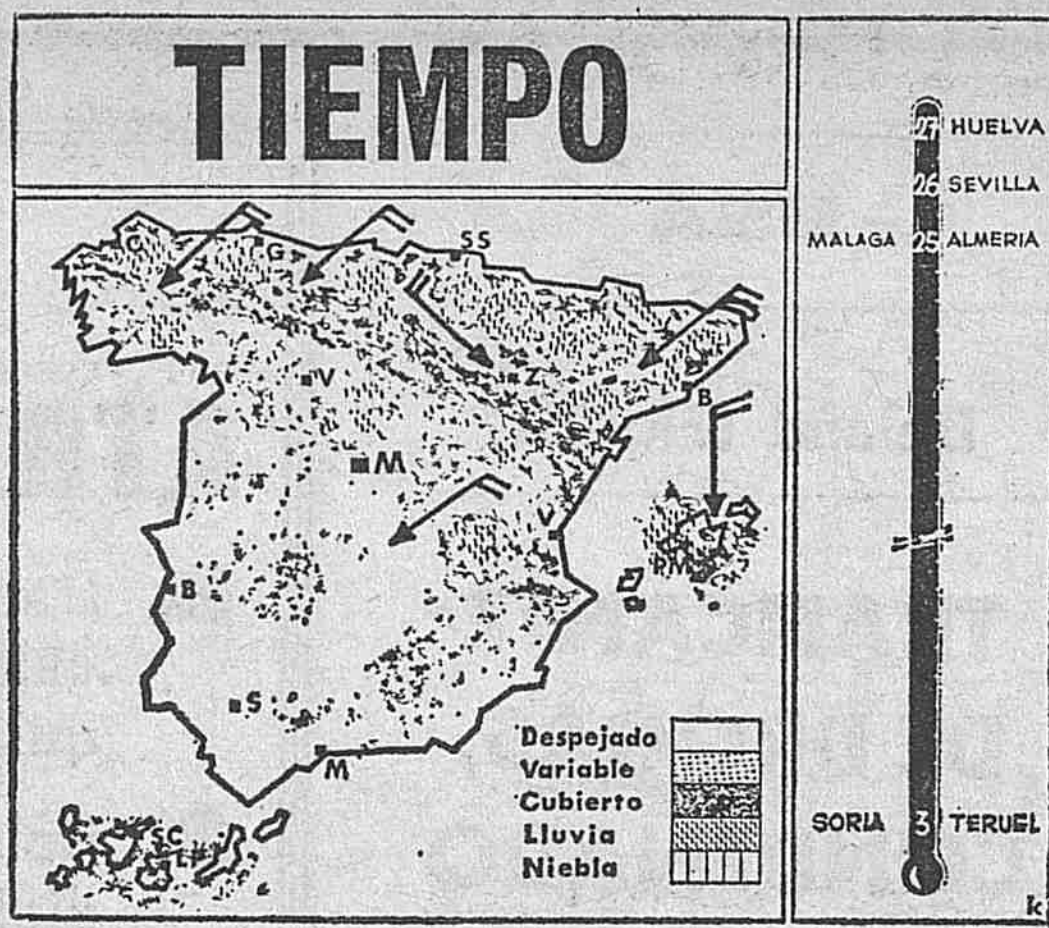 TIEMPO
27 HUELVA
26 SEVILLA
MALAGA 25 ALMERIA
C
G
SS
Z
V
B
M
PM
B
S
M
SC
Despejado
Variable
Cubierto
Lluvia
Niebla
SORIA 3 TERUEL
k